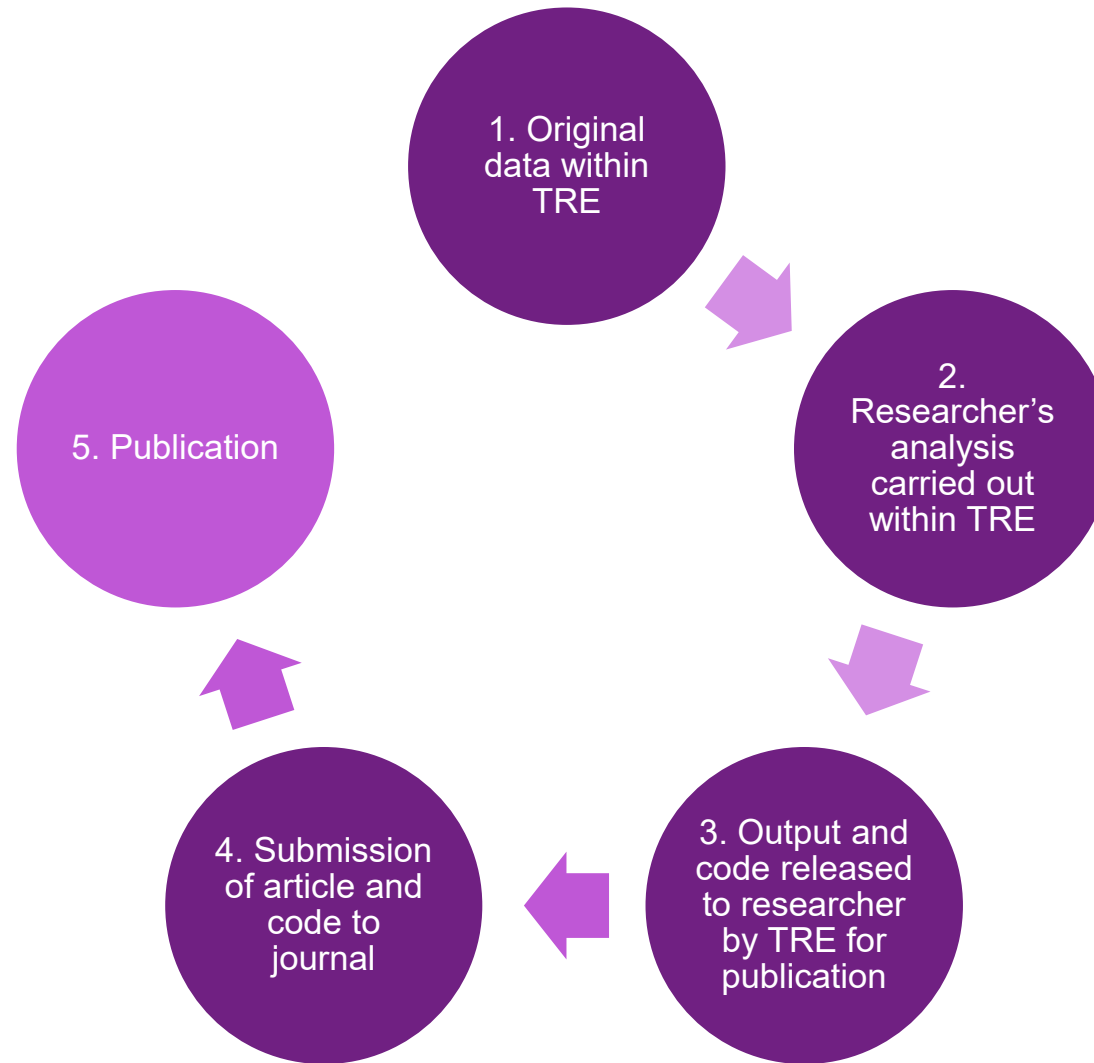 1. Original
data within
TRE
2.
Researcher’s
analysis
carried out
within TRE
3. Output and
code released
to researcher
by TRE for
publication
4. Submission
of article and
code to
journal
5. Publication